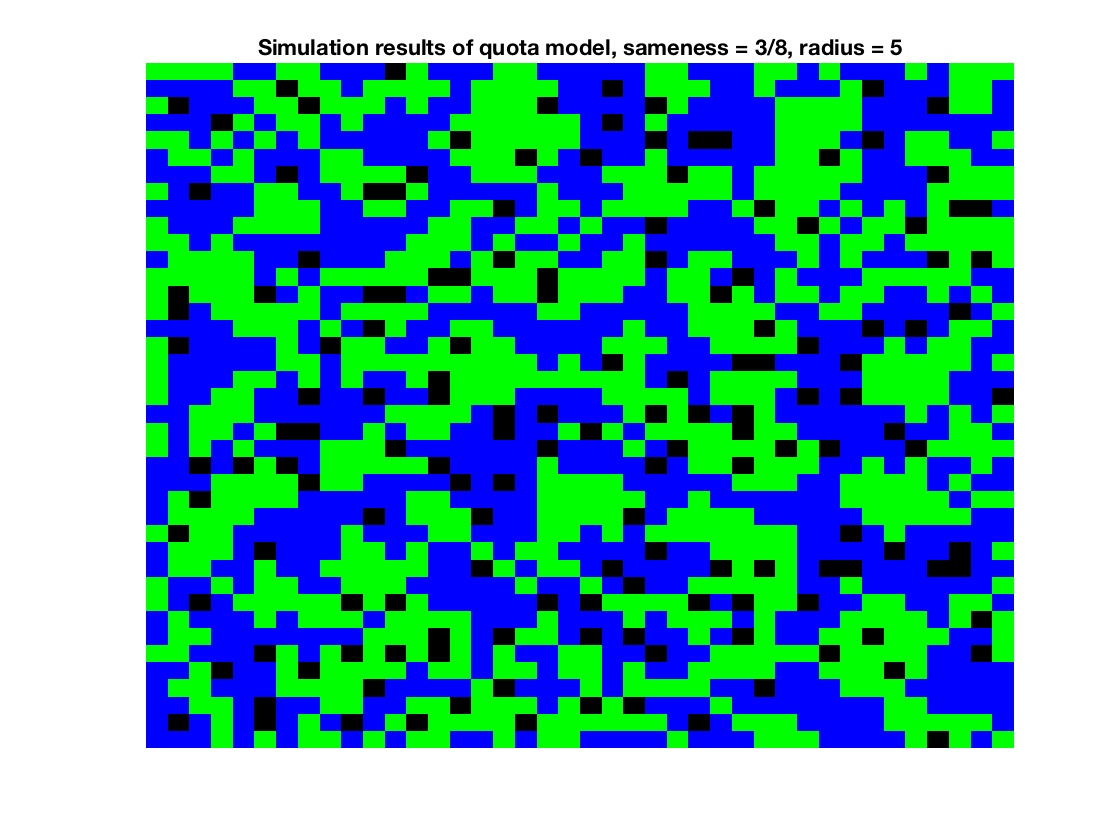 Simulation results of quota model, sameness = 3/8, radius = 5